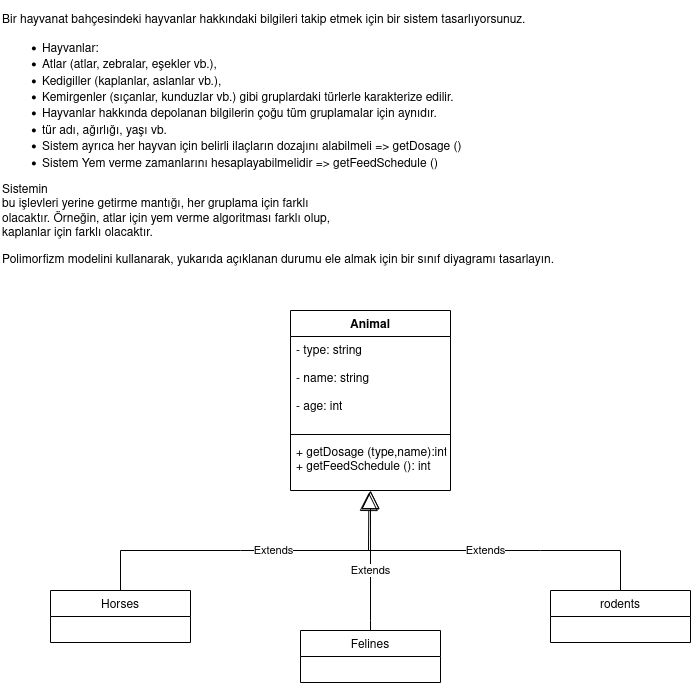 Bir hayvanat bahçesindeki hayvanlar hakkındaki bilgileri takip etmek için bir sistem tasarlıyorsunuz.
• Hayvanlar:
• Atlar (atlar, zebralar, eşekler vb.),
• Kedigiller (kaplanlar, aslanlar vb.),
• Kemirgenler (sıçanlar, kunduzlar vb.) gibi gruplardaki türlerle karakterize edilir.
• Hayvanlar hakkında depolanan bilgilerin çoğu tüm gruplamalar için aynıdır.
• tür adı, ağırlığı, yaşı vb.
• Sistem ayrıca her hayvan için belirli ilaçların dozajını alabilmeli => getDosage ()
• Sistem Yem verme zamanlarını hesaplayabilmelidir => getFeedSchedule ()
Sistemin
bu işlevleri yerine getirme mantığı, her gruplama için farklı
olacaktır. Örneğin, atlar için yem verme algoritması farklı olup,
kaplanlar için farklı olacaktır.
Polimorfizm modelini kullanarak, yukarıda açıklanan durumu ele almak için bir sınıf diyagramı tasarlayın.
Animal
- type: string
- name: string
- age: int
+ getDosage (type,name):int
+ getFeedSchedule (): int
Extends
Extends
Extends
Horses
rodents
Felines